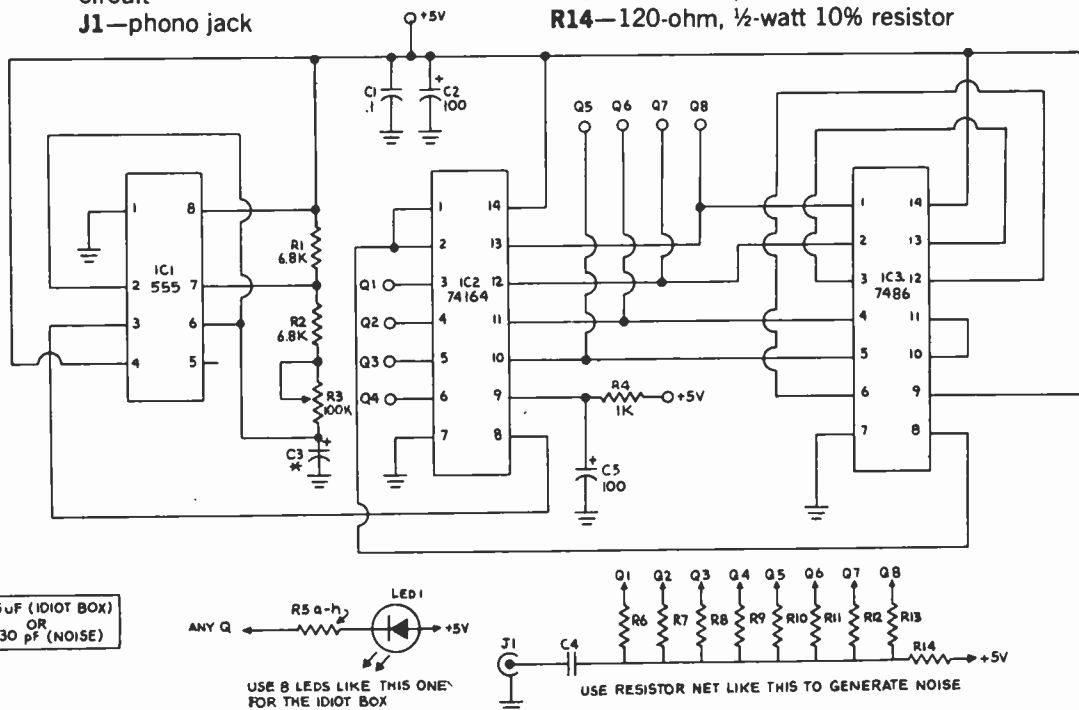 circuit
J1—phono jack
R14—120-ohm, ½-watt 10% resistor
+5V
C1
.1
+
C2
100
Q5 Q6 Q7 Q8
1 8
2 7
3 6
4 5
IC1
555
R1
6.8K
R2
6.8K
R3
100K
+
C3
*
1 14
2 13
3 12
4 11
5 10
6 9
7 8
IC2
74164
Q1
Q2
Q3
Q4
R4
1K
+5V
+
C5
100
1 14
2 13
3 12
4 11
5 10
6 9
7 8
IC3
7486
(IDIOT BOX)
OR
(NOISE)
ANY Q
R5 a-h
LED1
+5V
USE 8 LEDS LIKE THIS ONE
FOR THE IDIOT BOX
Q1 Q2 Q3 Q4 Q5 Q6 Q7 Q8
R6 R7 R8 R9 R10 R11 R12 R13
J1
C4
R14
+5V
USE RESISTOR NET LIKE THIS TO GENERATE NOISE